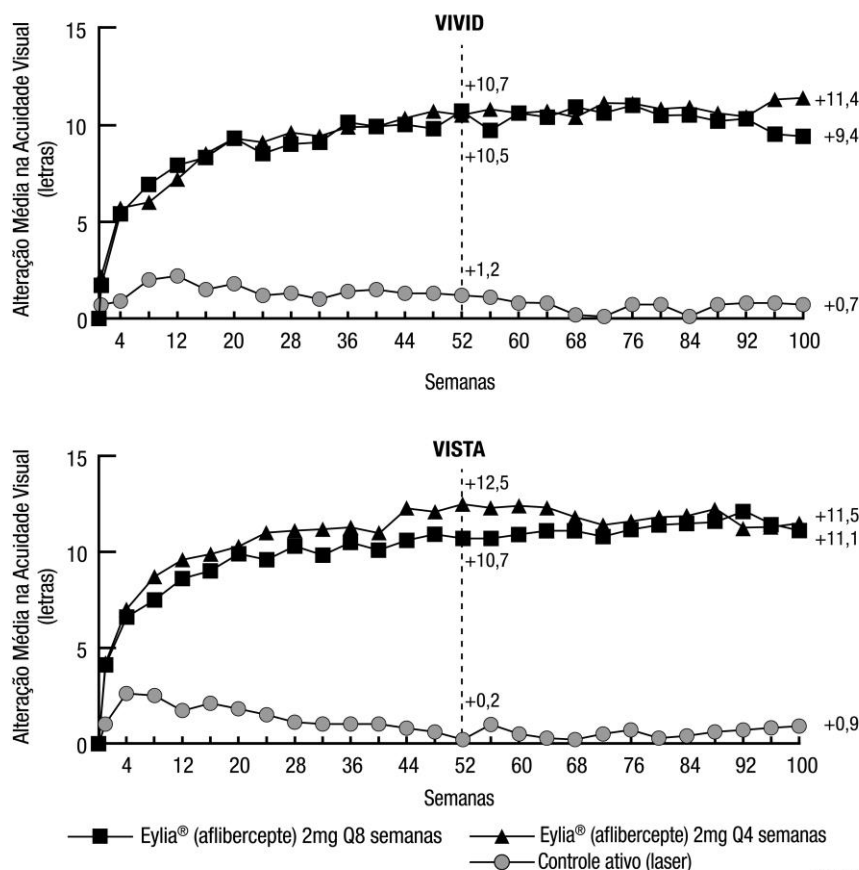 VIVID
Alteração Média na Acuidade Visual
(letras)
15
10
5
0
+10,7
+10,5
+1,2
+11,4
+9,4
+0,7
4 12 20 28 36 44 52 60 68 76 84 92 100
Semanas
VISTA
Alteração Média na Acuidade Visual
(letras)
15
10
5
0
+12,5
+10,7
+0,2
+11,5
+11,1
+0,9
4 12 20 28 36 44 52 60 68 76 84 92 100
Semanas
Eylia® (aflibercepte) 2mg Q8 semanas
Eylia® (aflibercepte) 2mg Q4 semanas
Controle ativo (laser)